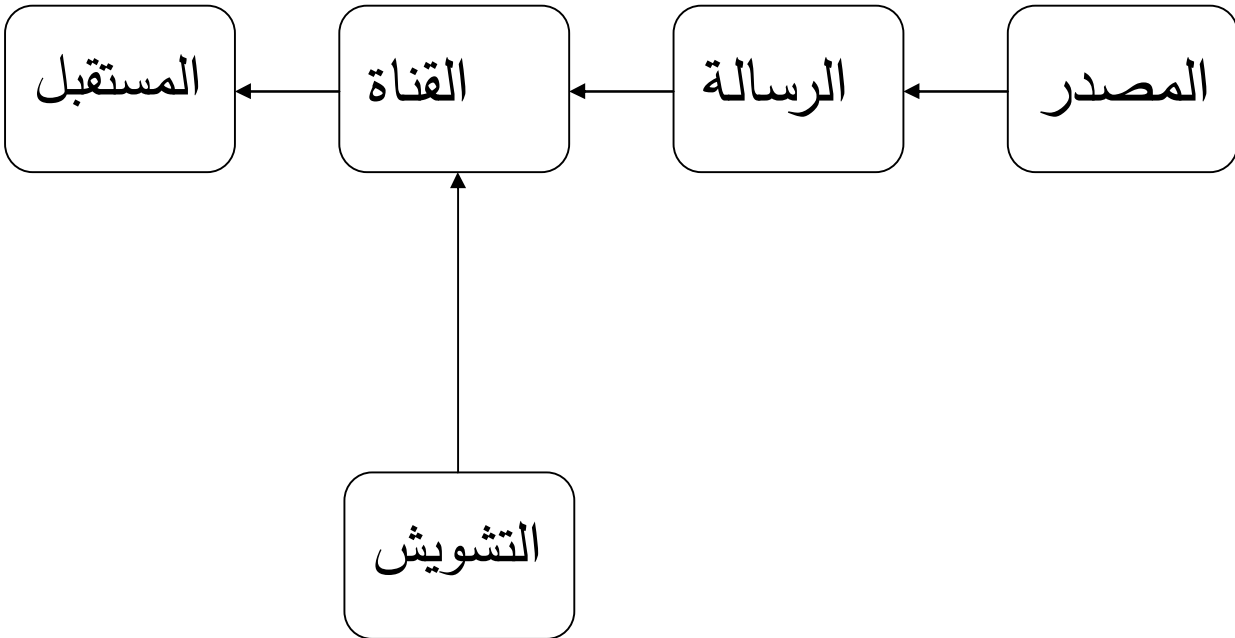 المصدر
الرسالة
القناة
المستقبل
التشويش